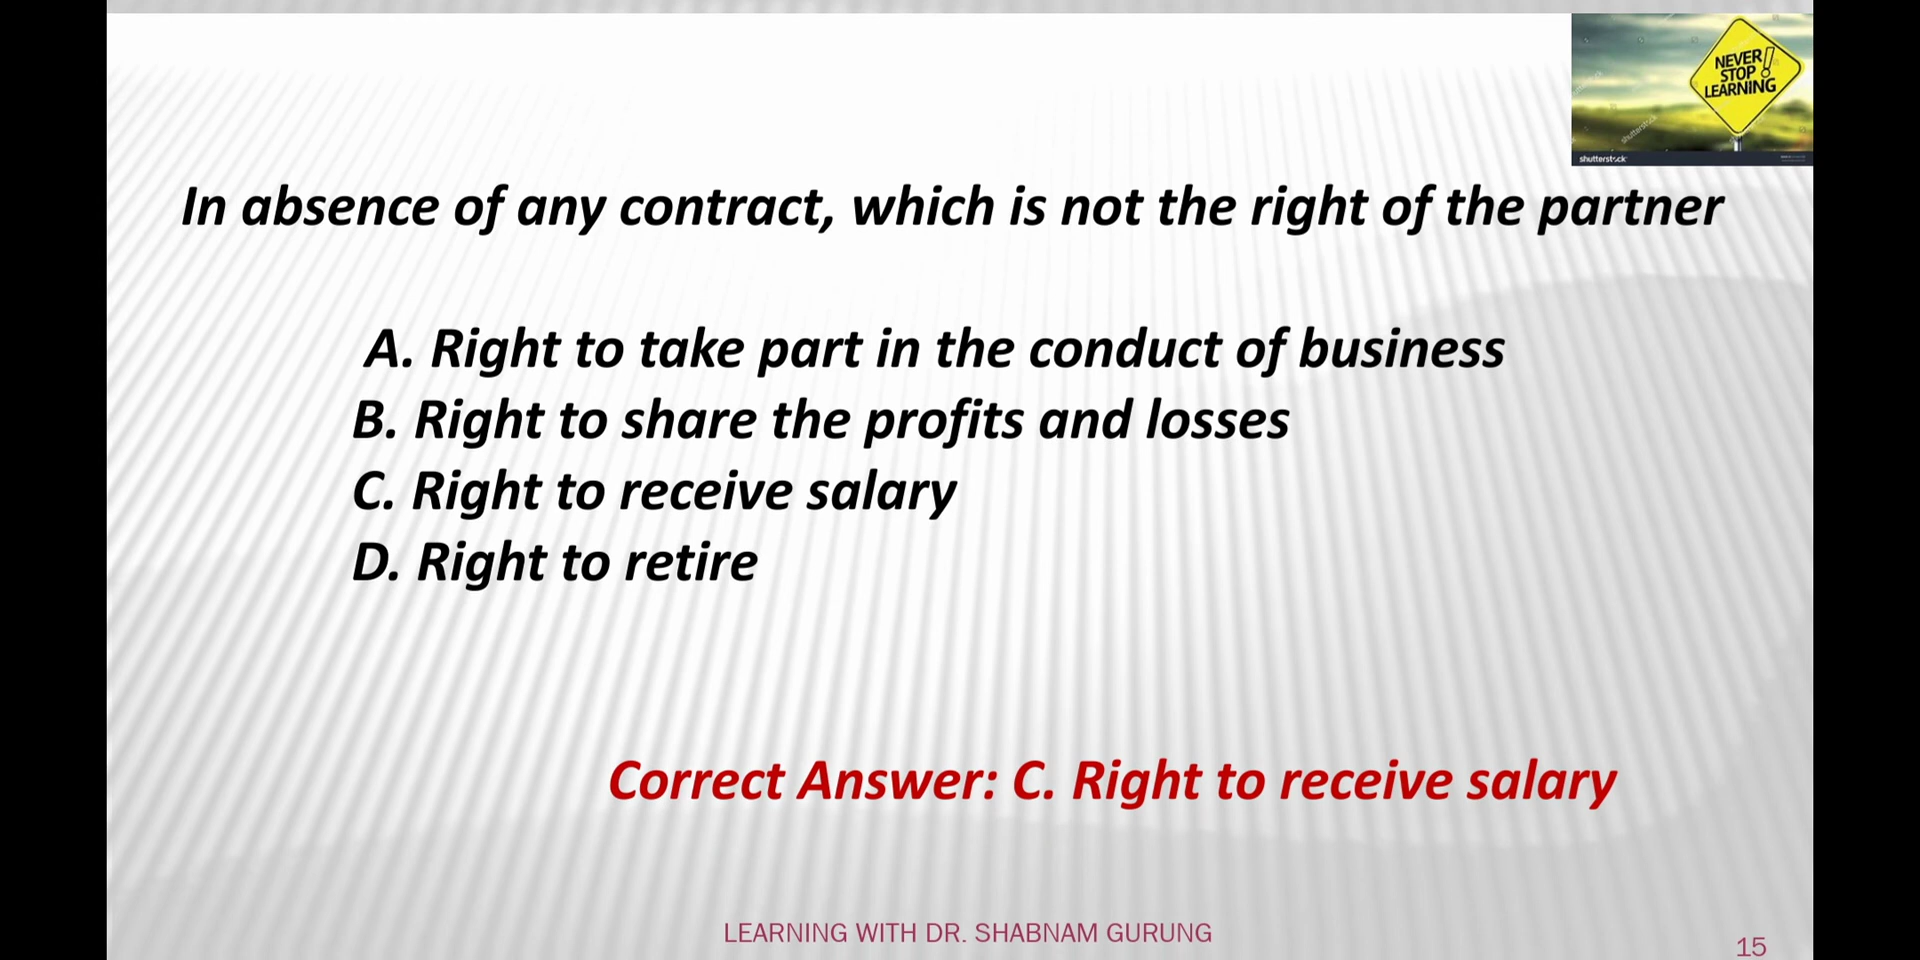 NEVER
STOP !
LEARNING
shutterstock
shutterstock
In absence of any contract, which is not the right of the partner
A. Right to take part in the conduct of business
B. Right to share the profits and losses
C. Right to receive salary
D. Right to retire
Correct Answer: C. Right to receive salary
LEARNING WITH DR. SHABNAM GURUNG
15